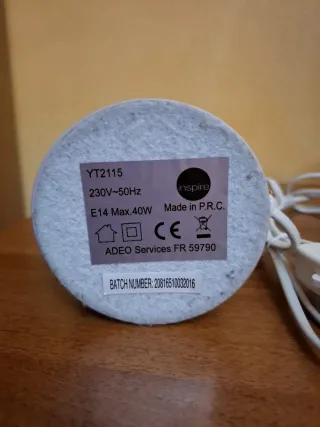 YT2115
230V~50Hz
inspire
E14 Max.40W
Made in P.R.C.
CE
ADEO Services FR 59790
BATCH NUMBER: 20816510032016